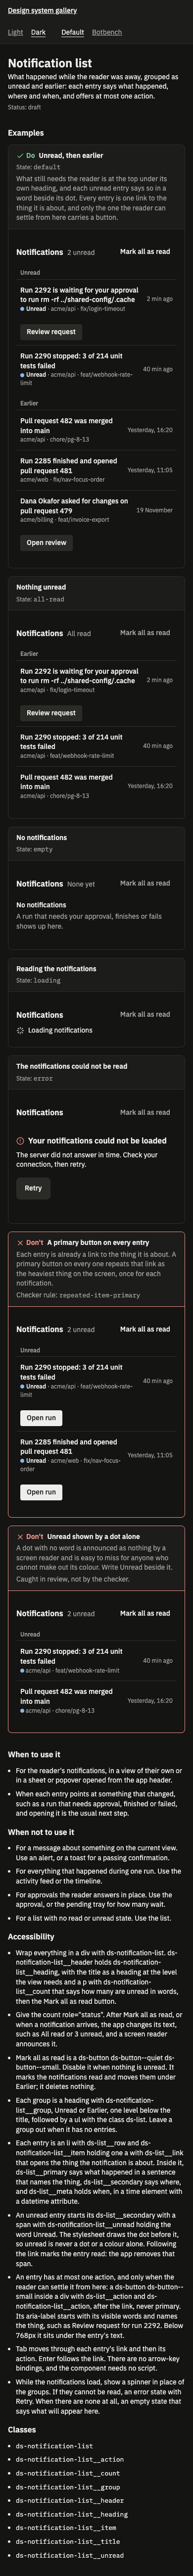 Design system gallery
Light Dark Default Botbench
Notification list
What happened while the reader was away, grouped as
unread and earlier: each entry says what happened,
where and when, and offers at most one action.
Status: draft
Examples
Do Unread, then earlier
State: default
What still needs the reader is at the top under its
own heading, and each unread entry says so in a
word beside its dot. Every entry is one link to the
thing it is about, and only the one the reader can
settle from here carries a button.
Notifications 2 unread Mark all as read
Unread
Run 2292 is waiting for your approval
to run rm -rf ../shared-config/.cache
2 min ago
Unread · acme/api · fix/login-timeout
Review request
Run 2290 stopped: 3 of 214 unit
tests failed
40 min ago
Unread · acme/api · feat/webhook-rate-
limit
Earlier
Pull request 482 was merged
into main
Yesterday, 16:20
acme/api · chore/pg-8-13
Run 2285 finished and opened
pull request 481
Yesterday, 11:05
acme/web · fix/nav-focus-order
Dana Okafor asked for changes on
pull request 479
19 November
acme/billing · feat/invoice-export
Open review
Nothing unread
State: all-read
Notifications All read Mark all as read
Earlier
Run 2292 is waiting for your approval
to run rm -rf ../shared-config/.cache
2 min ago
acme/api · fix/login-timeout
Review request
Run 2290 stopped: 3 of 214 unit
tests failed
40 min ago
acme/api · feat/webhook-rate-limit
Pull request 482 was merged
into main
Yesterday, 16:20
acme/api · chore/pg-8-13
No notifications
State: empty
Notifications None yet Mark all as read
No notifications
A run that needs your approval, finishes or fails
shows up here.
Reading the notifications
State: loading
Notifications Mark all as read
Loading notifications
The notifications could not be read
State: error
Notifications Mark all as read
Your notifications could not be loaded
The server did not answer in time. Check your
connection, then retry.
Retry
Don't A primary button on every entry
Each entry is already a link to the thing it is about. A
primary button on every one repeats that link as
the heaviest thing on the screen, once for each
notification.
Checker rule: repeated-item-primary
Notifications 2 unread Mark all as read
Unread
Run 2290 stopped: 3 of 214 unit
tests failed
40 min ago
Unread · acme/api · feat/webhook-rate-
limit
Open run
Run 2285 finished and opened
pull request 481
Yesterday, 11:05
Unread · acme/web · fix/nav-focus-
order
Open run
Don't Unread shown by a dot alone
A dot with no word is announced as nothing by a
screen reader and is easy to miss for anyone who
cannot make out its colour. Write Unread beside it.
Caught in review, not by the checker.
Notifications 2 unread Mark all as read
Unread
Run 2290 stopped: 3 of 214 unit
tests failed
40 min ago
acme/api · feat/webhook-rate-limit
Pull request 482 was merged
into main
Yesterday, 16:20
acme/api · chore/pg-8-13
When to use it
• For the reader's notifications, in a view of their own or
in a sheet or popover opened from the app header.
• When each entry points at something that changed,
such as a run that needs approval, finished or failed,
and opening it is the usual next step.
When not to use it
• For a message about something on the current view.
Use an alert, or a toast for a passing confirmation.
• For everything that happened during one run. Use the
activity feed or the timeline.
• For approvals the reader answers in place. Use the
approval, or the pending tray for how many wait.
• For a list with no read or unread state. Use the list.
Accessibility
• Wrap everything in a div with ds-notification-list. ds-
notification-list__header holds ds-notification-
list__heading, with the title as a heading at the level
the view needs and a p with ds-notification-
list__count that says how many are unread in words,
then the Mark all as read button.
• Give the count role="status". After Mark all as read, or
when a notification arrives, the app changes its text,
such as All read or 3 unread, and a screen reader
announces it.
• Mark all as read is a ds-button ds-button--quiet ds-
button--small. Disable it when nothing is unread. It
marks the notifications read and moves them under
Earlier; it deletes nothing.
• Each group is a heading with ds-notification-
list__group, Unread or Earlier, one level below the
title, followed by a ul with the class ds-list. Leave a
group out when it has no entries.
• Each entry is an li with ds-list__row and ds-
notification-list__item holding one a with ds-list__link
that opens the thing the notification is about. Inside it,
ds-list__primary says what happened in a sentence
that names the thing, ds-list__secondary says where,
and ds-list__meta holds when, in a time element with
a datetime attribute.
• An unread entry starts its ds-list__secondary with a
span with ds-notification-list__unread holding the
word Unread. The stylesheet draws the dot before it,
so unread is never a dot or a colour alone. Following
the link marks the entry read: the app removes that
span.
• An entry has at most one action, and only when the
reader can settle it from here: a ds-button ds-button--
small inside a div with ds-list__action and ds-
notification-list__action, after the link, never primary.
Its aria-label starts with its visible words and names
the thing, such as Review request for run 2292. Below
768px it sits under the entry's text.
• Tab moves through each entry's link and then its
action. Enter follows the link. There are no arrow-key
bindings, and the component needs no script.
• While the notifications load, show a spinner in place of
the groups. If they cannot be read, an error state with
Retry. When there are none at all, an empty state that
says what will appear here.
Classes
• ds-notification-list
• ds-notification-list__action
• ds-notification-list__count
• ds-notification-list__group
• ds-notification-list__header
• ds-notification-list__heading
• ds-notification-list__item
• ds-notification-list__title
• ds-notification-list__unread